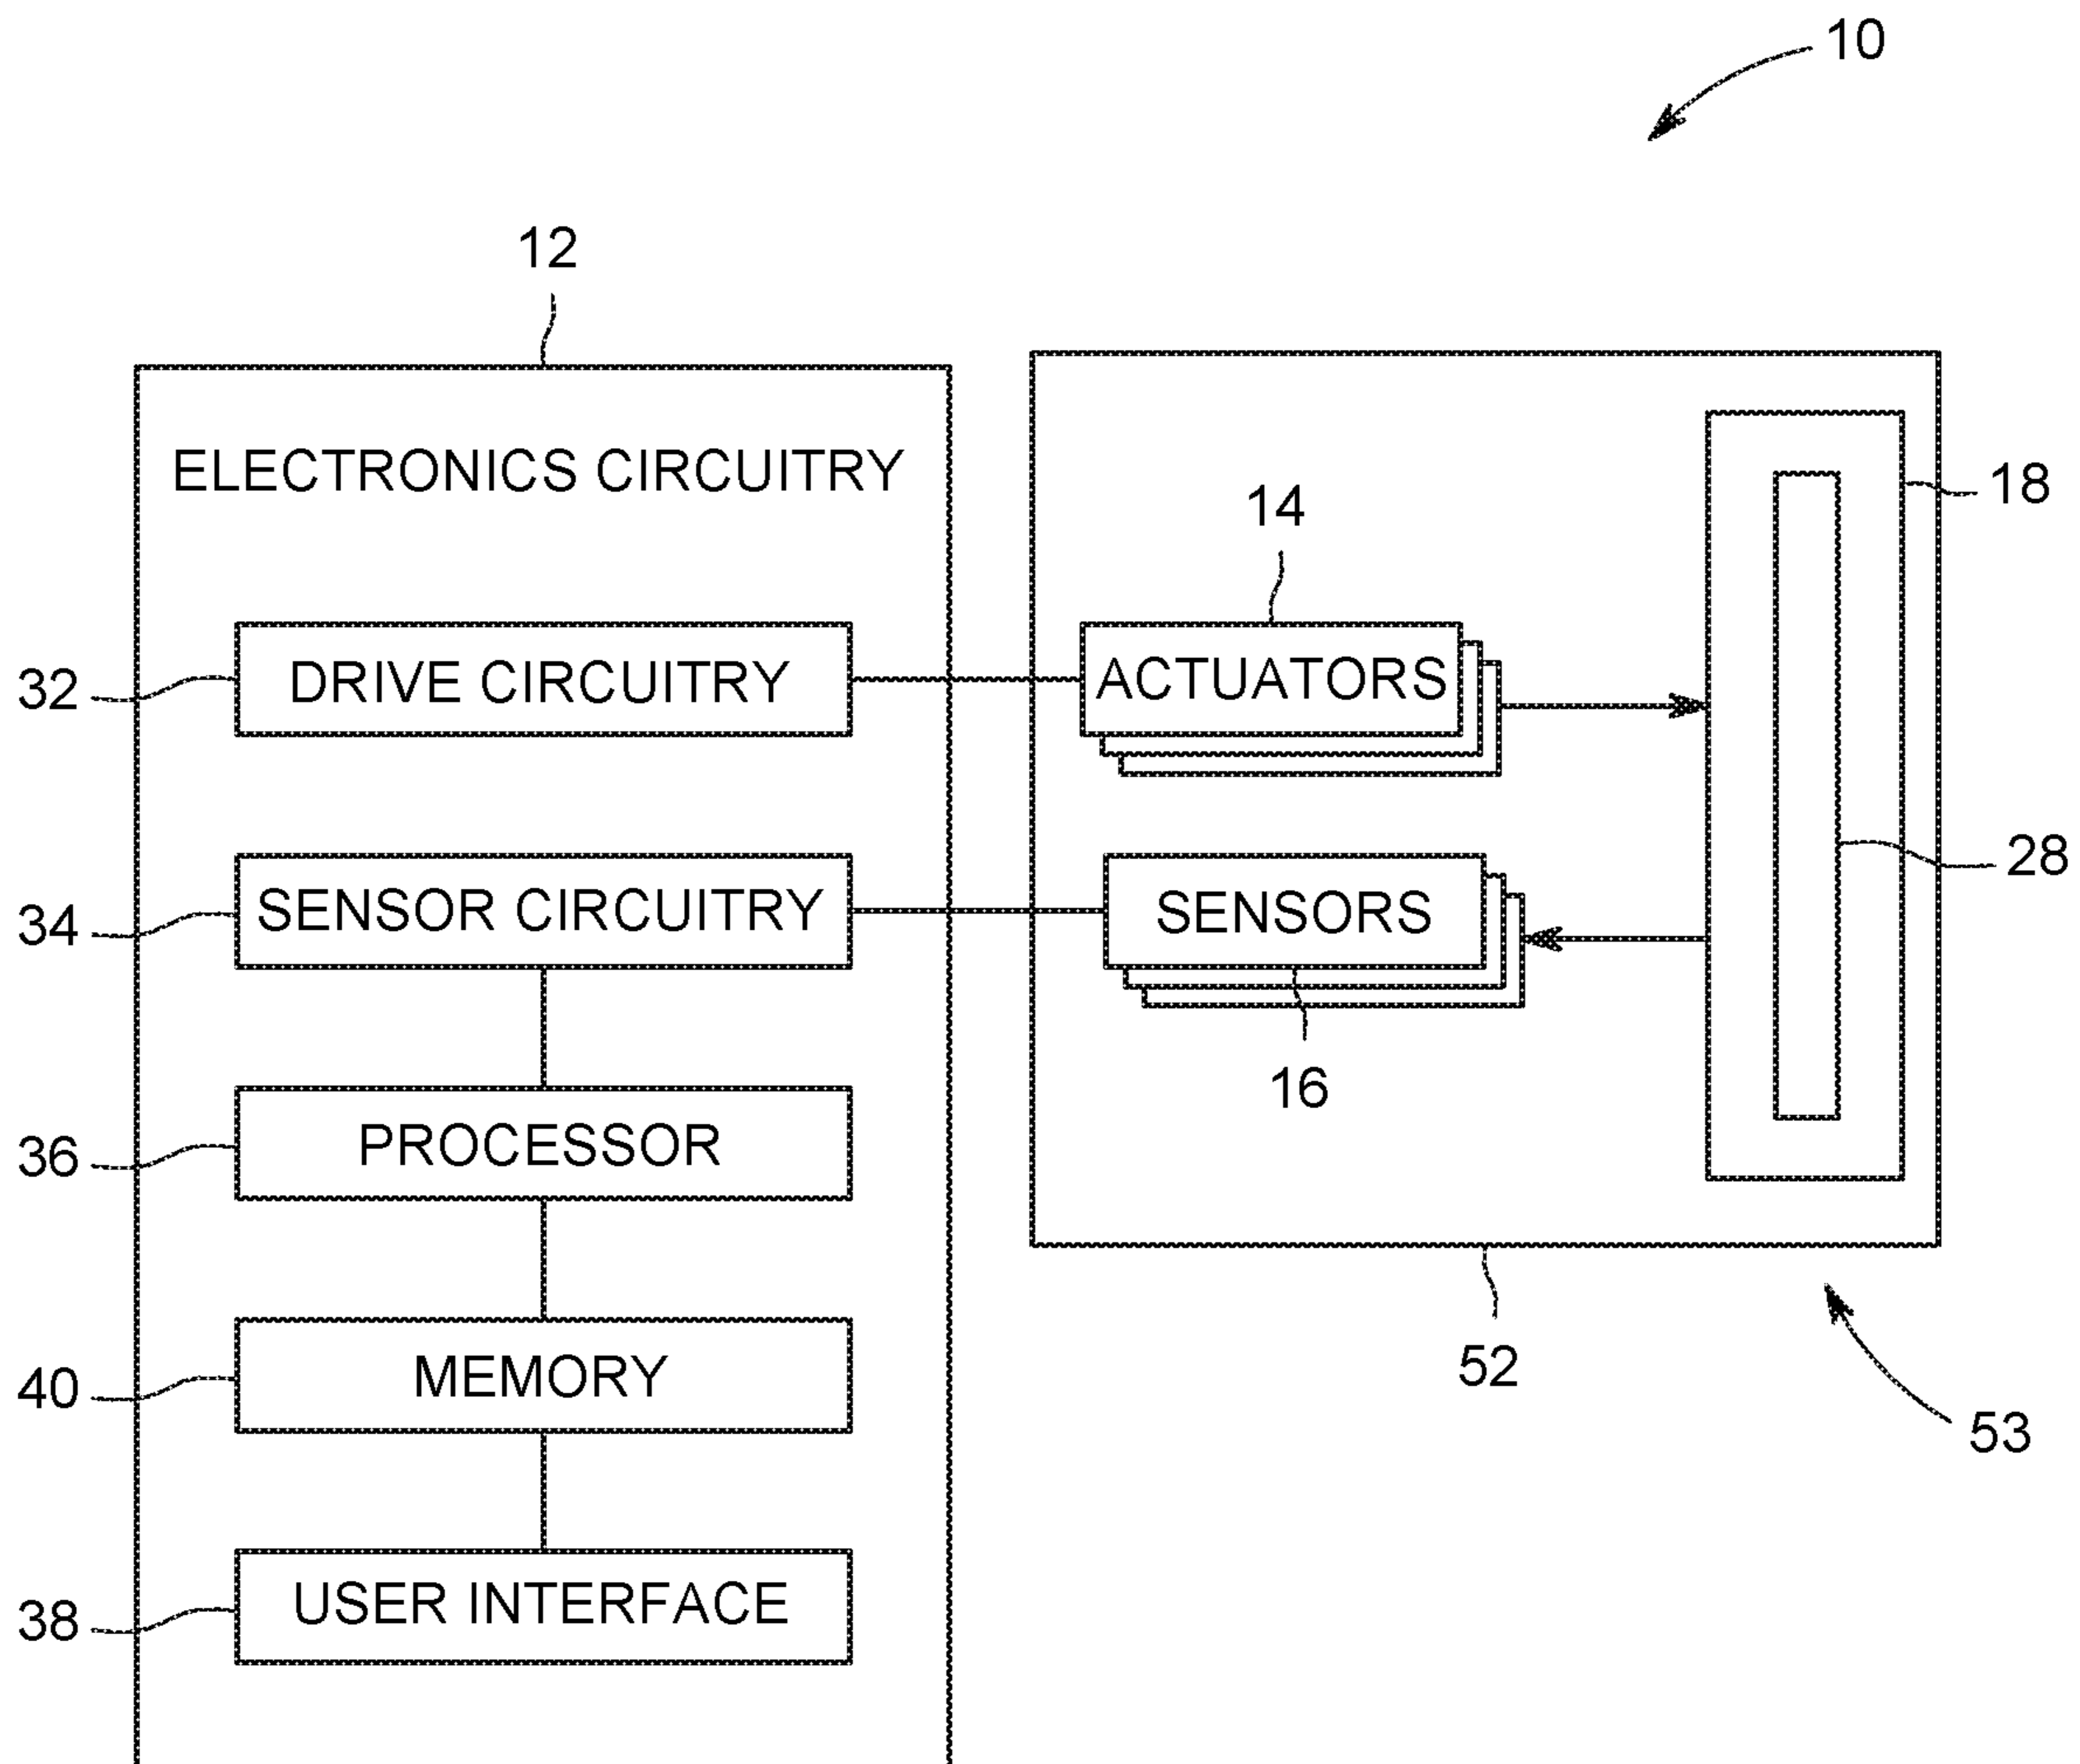 10
12
ELECTRONICS CIRCUITRY
18
14
32
DRIVE CIRCUITRY
ACTUATORS
28
34
SENSOR CIRCUITRY
SENSORS
16
36
PROCESSOR
52
40
MEMORY
53
38
USER INTERFACE